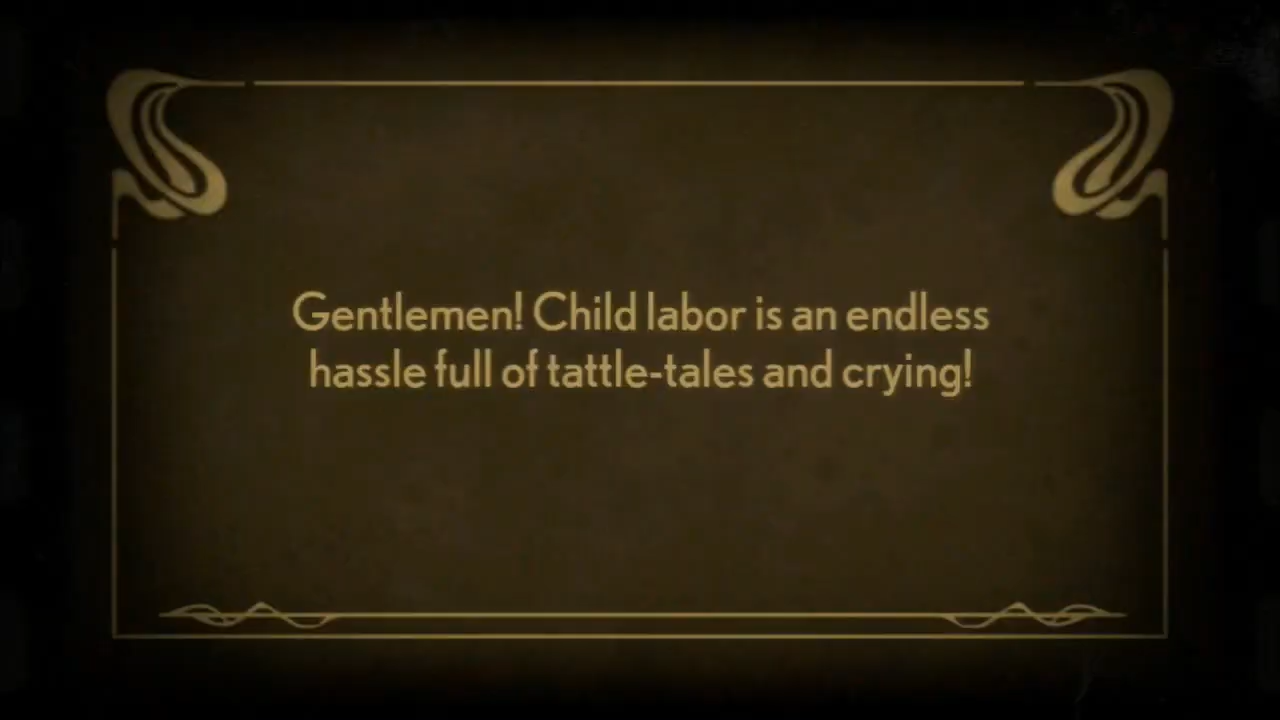 Gentlemen! Child labor is an endless
hassle full of tattle-tales and crying!